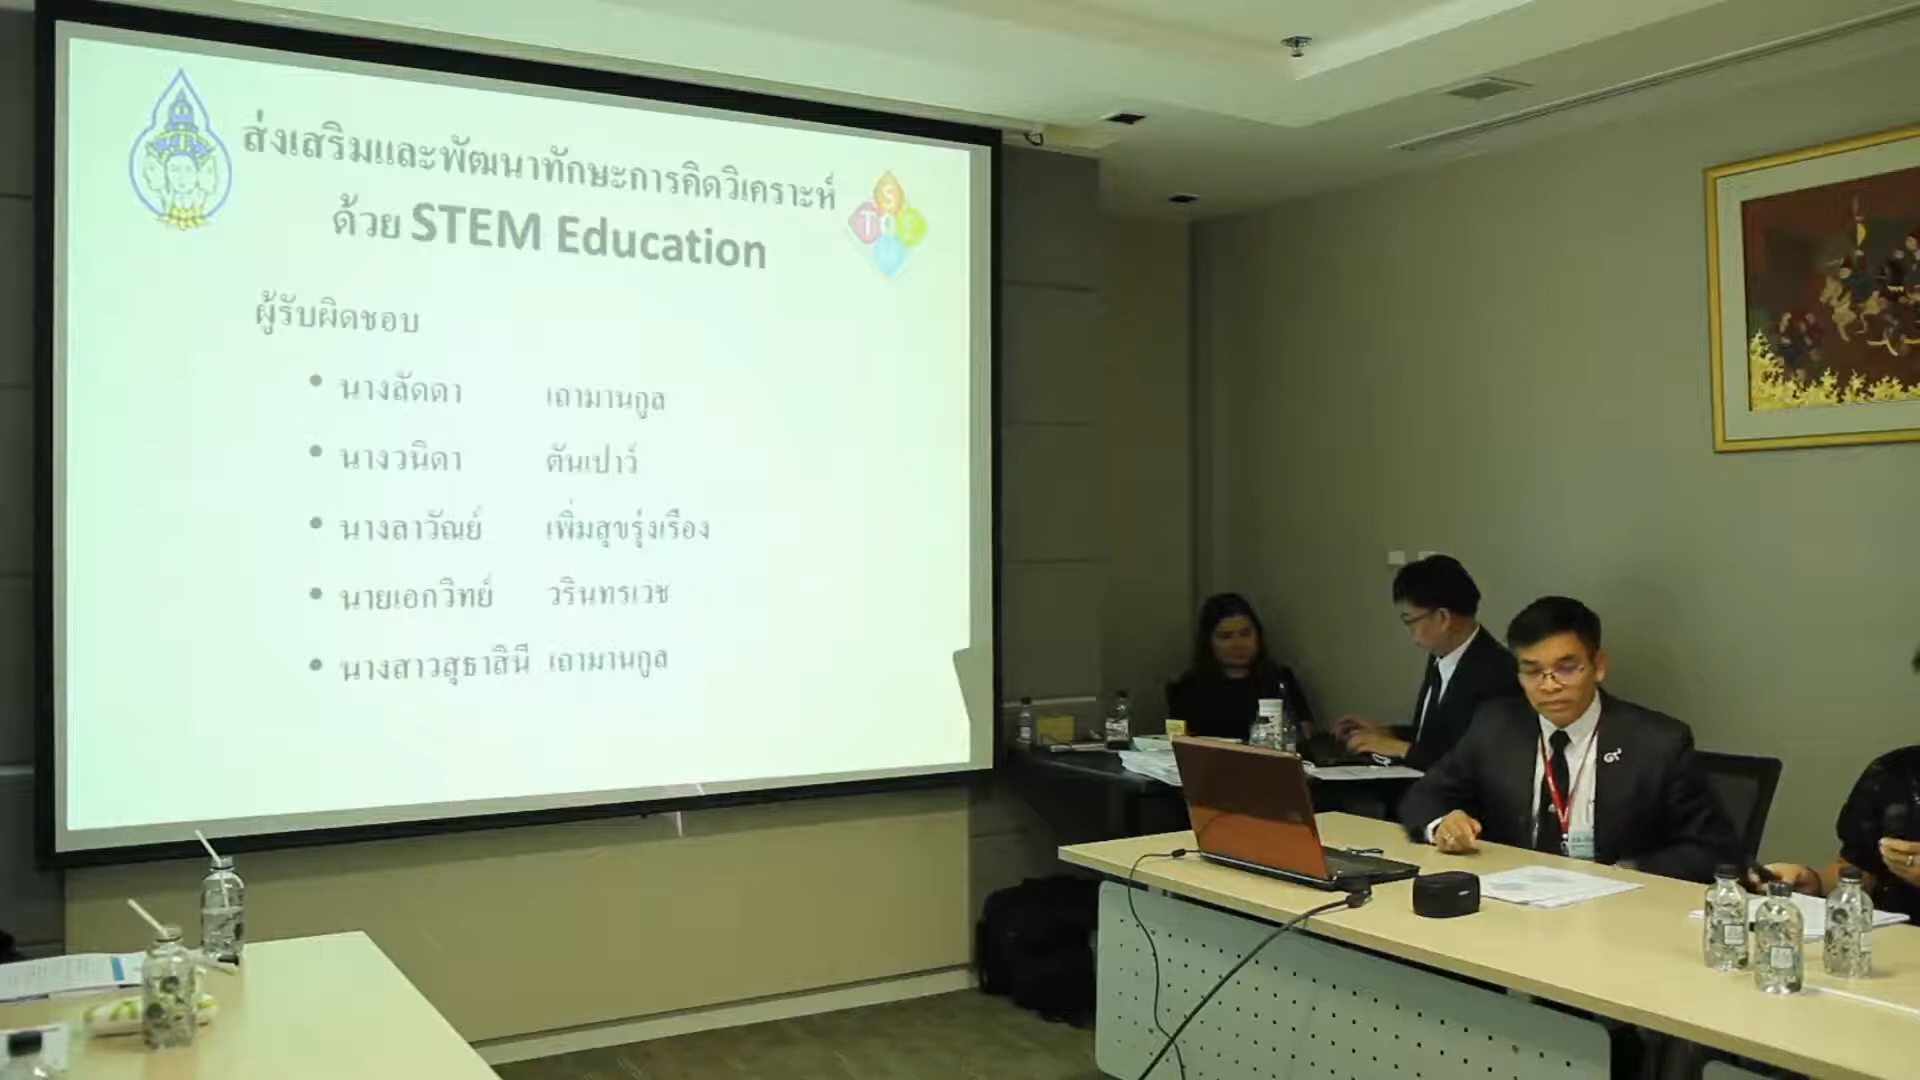 ส่งเสริมและพัฒนาทักษะการคิดวิเคราะห์
ด้วย STEM Education
S
T
E
ผู้รับผิดชอบ
• นางลัดดา เถามานกูล
• นางวนิดา ตันเปาว์
• นางลาวัณย์ เพิ่มสุขรุ่งเรือง
• นายเอกวิทย์ วรินทรเวช
• นางสาวสุธาสินี เถามานกูล
๙